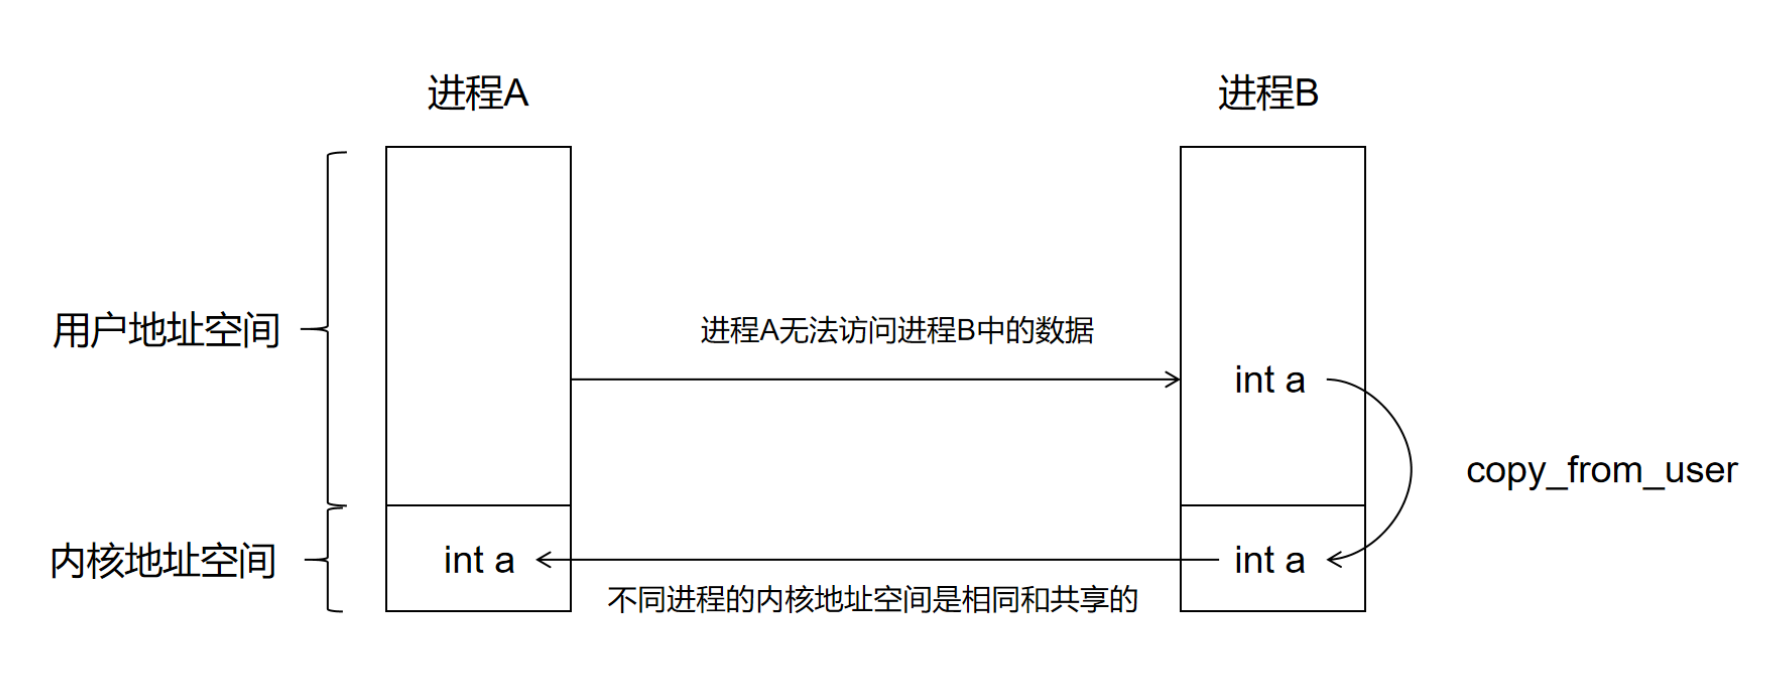 进程A
进程B
用户地址空间
进程A无法访问进程B中的数据
int a
copy_from_user
内核地址空间
int a
int a
不同进程的内核地址空间是相同和共享的